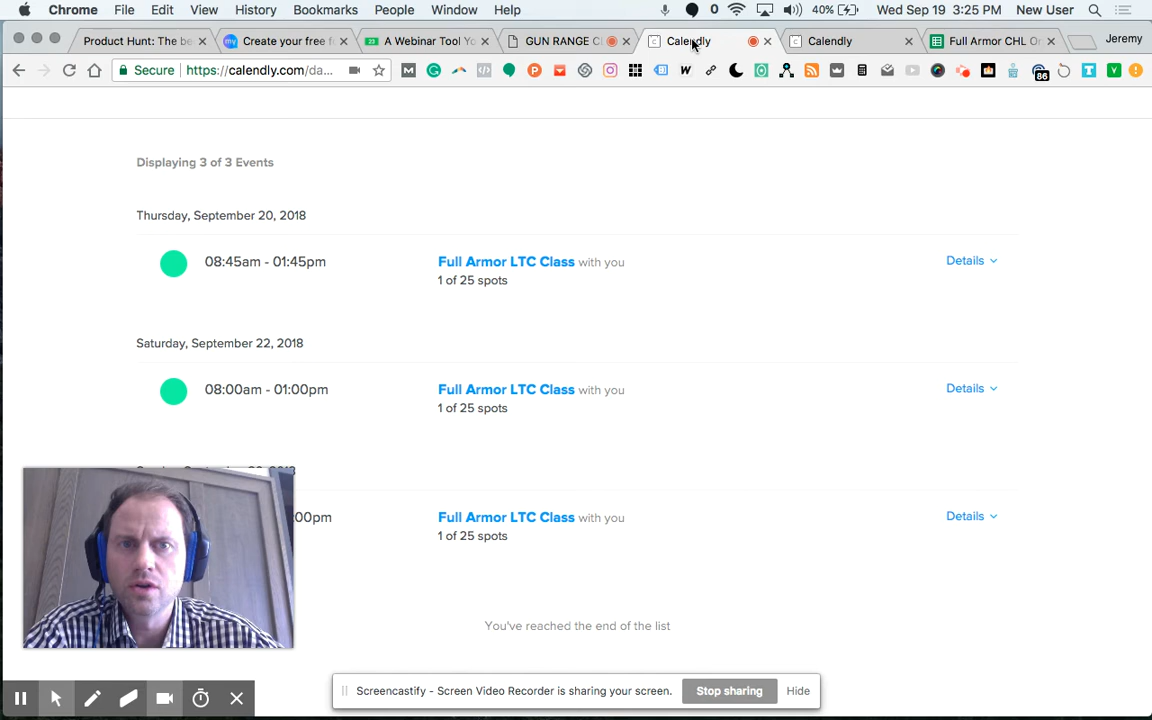 Chrome File Edit View History Bookmarks People Window Help 0 40% Wed Sep 19 3:25 PM New User
Product Hunt: The be Create your free f A Webinar Tool Yo GUN RANGE C Calendly Calendly Full Armor CHL O Jeremy
Secure https://calendly.com/da... 86
Displaying 3 of 3 Events
Thursday, September 20, 2018
08:45am - 01:45pm Full Armor LTC Class with you Details
1 of 25 spots
Saturday, September 22, 2018
08:00am - 01:00pm Full Armor LTC Class with you Details
1 of 25 spots
00pm Full Armor LTC Class with you Details
1 of 25 spots
You've reached the end of the list
Screencastify - Screen Video Recorder is sharing your screen. Stop sharing Hide